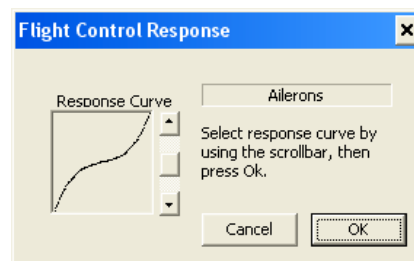 Flight Control Response
Response Curve
Ailerons
Select response curve by
using the scrollbar, then
press Ok.
Cancel
OK